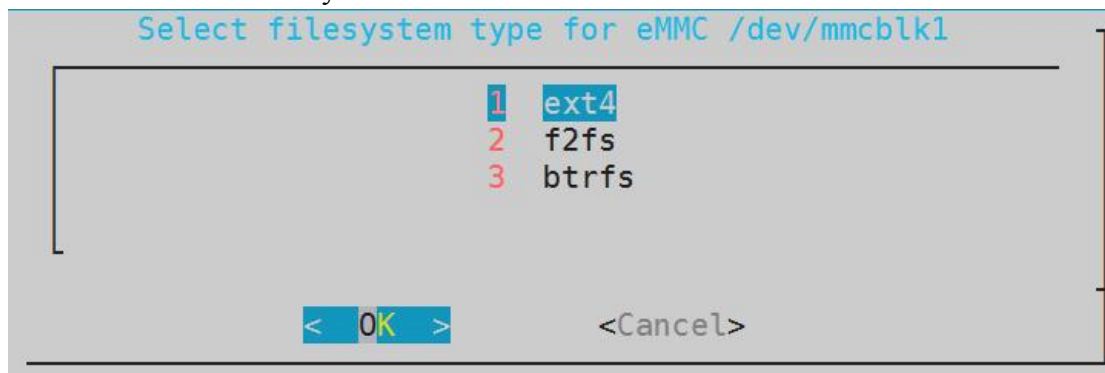 Select filesystem type for eMMC /dev/mmcblk1
1 ext4
2 f2fs
3 btrfs
< OK > <Cancel>